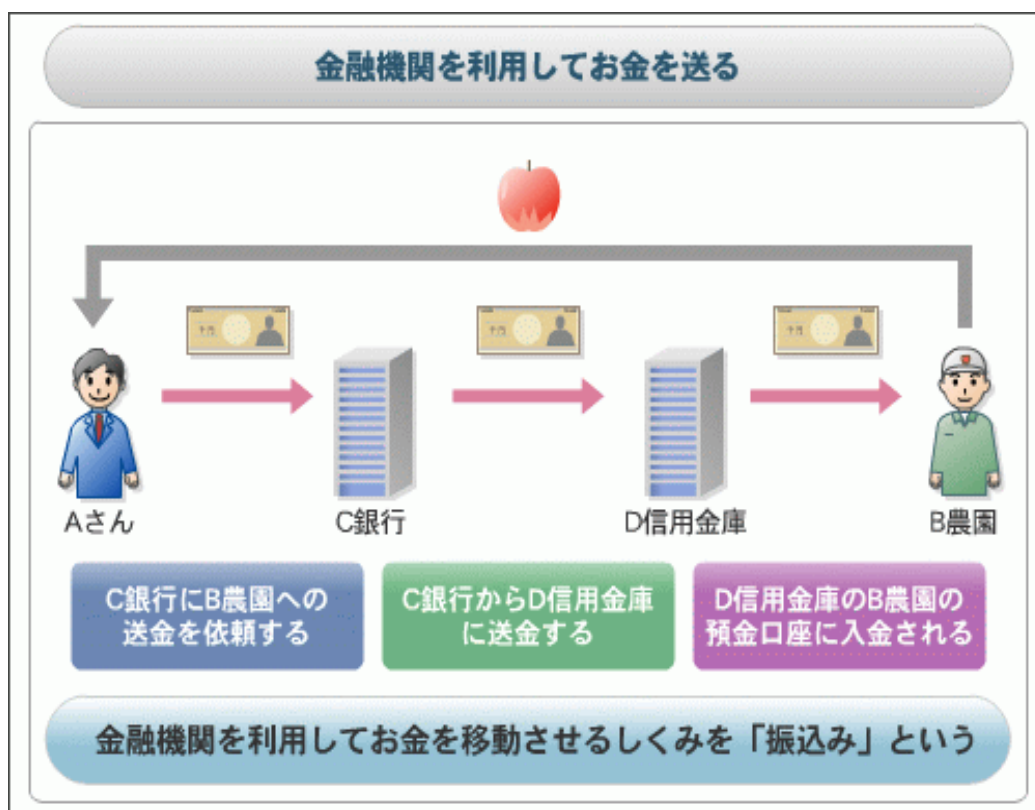 金融機関を利用してお金を送る
Aさん
C銀行
D信用金庫
B農園
C銀行にB農園への
送金を依頼する
C銀行からD信用金庫
に送金する
D信用金庫のB農園の
預金口座に入金される
金融機関を利用してお金を移動させるしくみを「振込み」という